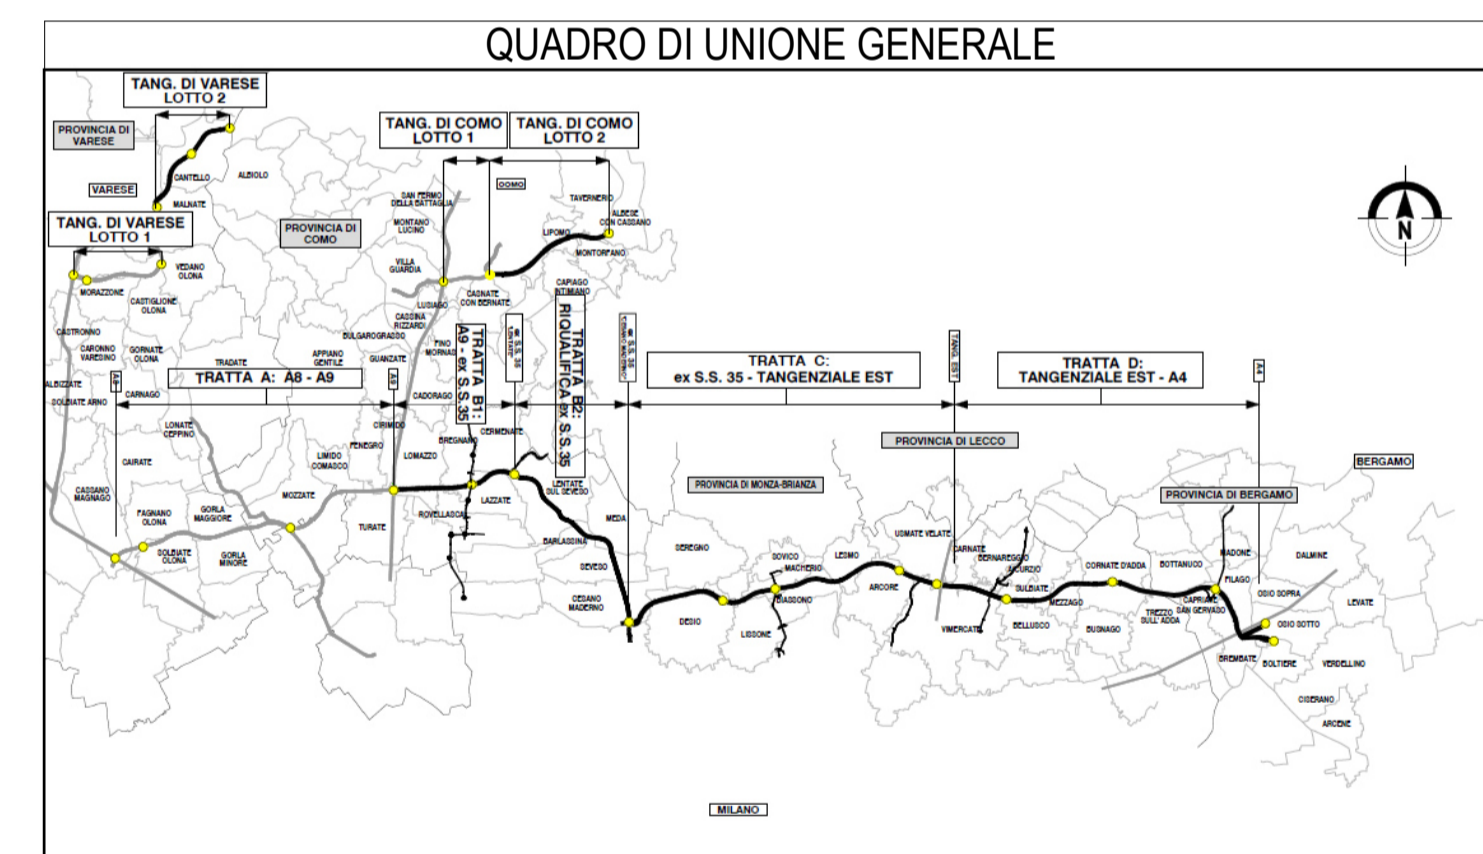 QUADRO DI UNIONE GENERALE
TANG. DI VARESE
LOTTO 2
PROVINCIA DI
VARESE
CANTELLO
ALBIOLO
VARESE
MALNATE
TANG. DI VARESE
LOTTO 1
PROVINCIA DI
COMO
VEDANO
OLONA
MORAZZONE
CASTIGLIONE
OLONA
TANG. DI COMO
LOTTO 1
TANG. DI COMO
LOTTO 2
COMO
SAN FERMO
DELLA BATTAGLIA
MONTANO
LUCINO
VILLA
GUARDIA
TAVERNERIO
ALBESE
CON CASSANO
LIPOMO
MONTORFANO
CAPIAGO
INTIMIANO
LUISAGO
CASNATE
CON BERNATE
CASSINA
RIZZARDI
BULGAROGRASSO
FINO
MORNAS
GUANZATE
CADORAGO
N
CASTRONNO
CARONNO
VARESINO
GORNATE
OLONA
TRADATE
APPIANO
GENTILE
ALBIZZATE
SOLBIATE ARNO
CARNAGO
A8
TRATTA A: A8 - A9
A9
TRATTA B1:
A9 - ex S.S.35
ex S.S. 35
TRATTA B2:
RIQUALIFICA ex S.S.35
ex S.S. 35
TRATTA C:
ex S.S. 35 - TANGENZIALE EST
TANG. EST
TRATTA D:
TANGENZIALE EST - A4
A4
LONATE
CEPPINO
CIRIMIDO
FENEGRO
LIMIDO
COMASCO
LOMAZZO
BREGNANO
CERMENATE
CAIRATE
CASSANO
MAGNAGO
FAGNANO
OLONA
GORLA
MAGGIORE
MOZZATE
TURATE
ROVELLASCA
LAZZATE
LENTATE
SUL SEVESO
MEDA
SOLBIATE
OLONA
GORLA
MINORE
BARLASSINA
SEVESO
CESANO
MADERNO
PROVINCIA DI LECCO
PROVINCIA DI MONZA-BRIANZA
BERGAMO
PROVINCIA DI BERGAMO
SEREGNO
SOVICO
MACHERIO
LESMO
USMATE VELATE
CARNATE
BERNAREGGIO
AICURZIO
SULBIATE
MEZZAGO
CORNATE D'ADDA
BOTTANUCO
MADONE
FILAGO
DALMINE
OSIO SOPRA
LEVATE
DESIO
LISSONE
BIASSONO
ARCORE
VIMERCATE
BELLUSCO
BUSNAGO
TREZZO
SULL' ADDA
CAPRIATE
SAN GERVASO
OSIO SOTTO
BREMBATE
BOLTIERE
VERDELLINO
CISERANO
ARCENE
MILANO